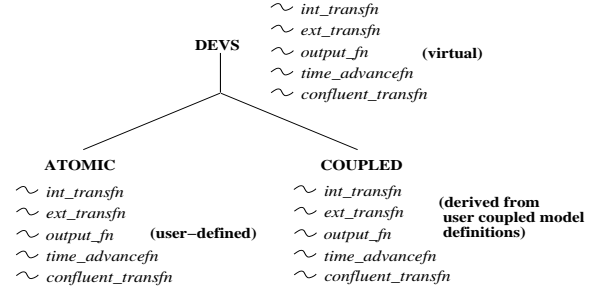 int_transfn
ext_transfn
DEVS
output_fn
(virtual)
time_advancefn
confluent_transfn
ATOMIC
int_transfn
ext_transfn
output_fn
(user-defined)
time_advancefn
confluent_transfn
COUPLED
int_transfn
ext_transfn
output_fn
time_advancefn
confluent_transfn
(derived from
user coupled model
definitions)